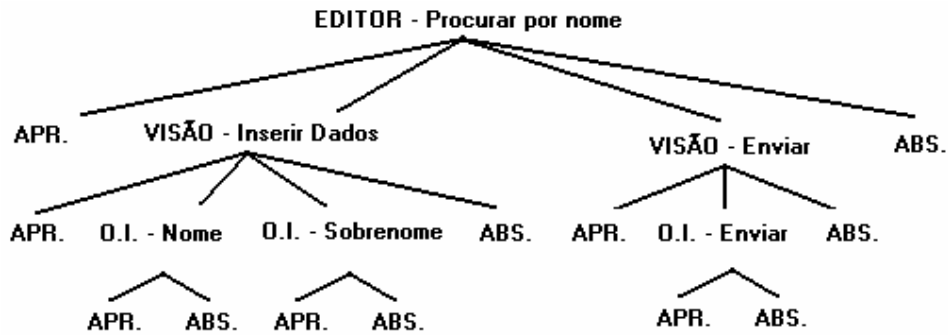 EDITOR - Procurar por nome
APR. VISÃO - Inserir Dados VISÃO - Enviar ABS.
APR. O.I. - Nome O.I. - Sobrenome ABS. APR. O.I. - Enviar ABS.
APR. ABS. APR. ABS. APR. ABS.